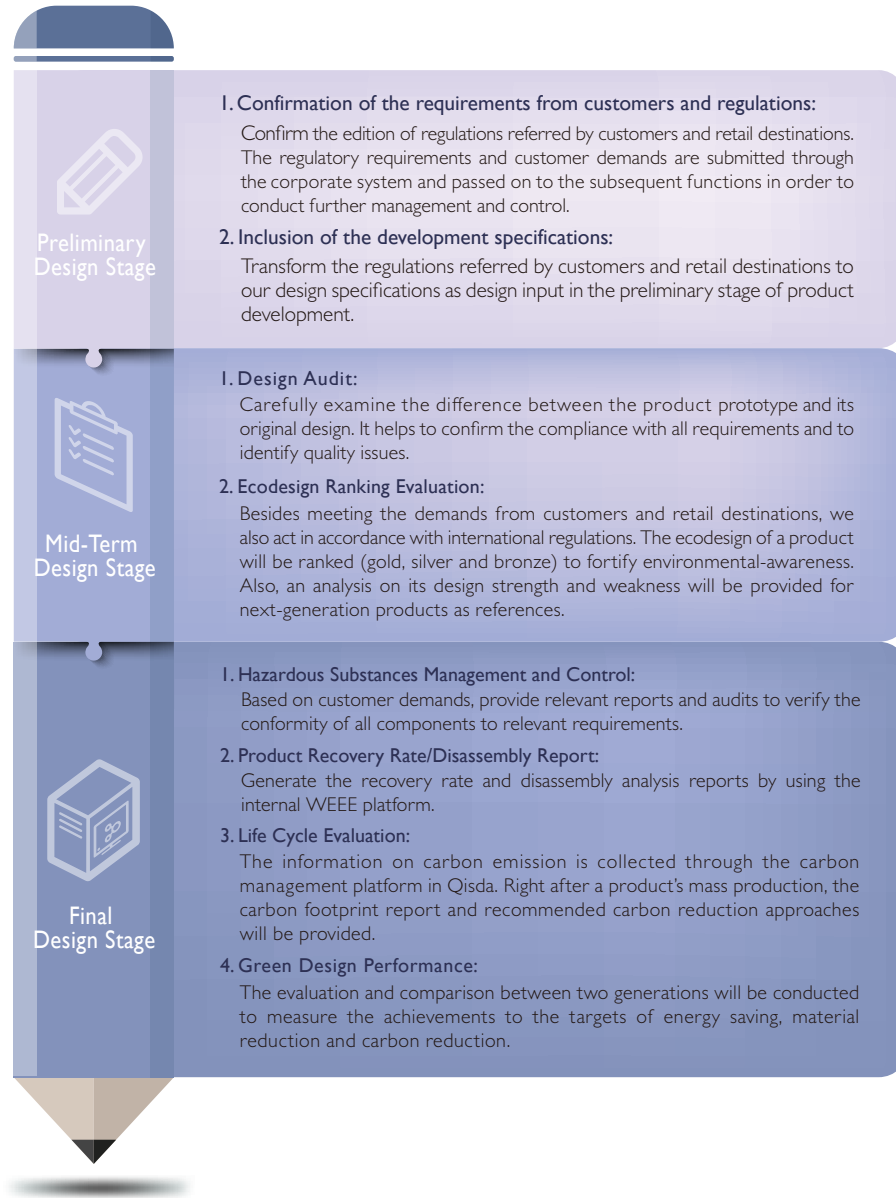 Preliminary
Design Stage
1. Confirmation of the requirements from customers and regulations:
Confirm the edition of regulations referred by customers and retail destinations.
The regulatory requirements and customer demands are submitted through
the corporate system and passed on to the subsequent functions in order to
conduct further management and control.
2. Inclusion of the development specifications:
Transform the regulations referred by customers and retail destinations to
our design specifications as design input in the preliminary stage of product
development.
Mid-Term
Design Stage
1. Design Audit:
Carefully examine the difference between the product prototype and its
original design. It helps to confirm the compliance with all requirements and to
identify quality issues.
2. Ecodesign Ranking Evaluation:
Besides meeting the demands from customers and retail destinations, we
also act in accordance with international regulations. The ecodesign of a product
will be ranked (gold, silver and bronze) to fortify environmental-awareness.
Also, an analysis on its design strength and weakness will be provided for
next-generation products as references.
Final
Design Stage
1. Hazardous Substances Management and Control:
Based on customer demands, provide relevant reports and audits to verify the
conformity of all components to relevant requirements.
2. Product Recovery Rate/Disassembly Report:
Generate the recovery rate and disassembly analysis reports by using the
internal WEEE platform.
3. Life Cycle Evaluation:
The information on carbon emission is collected through the carbon
management platform in Qisda. Right after a product's mass production, the
carbon footprint report and recommended carbon reduction approaches
will be provided.
4. Green Design Performance:
The evaluation and comparison between two generations will be conducted
to measure the achievements to the targets of energy saving, material
reduction and carbon reduction.